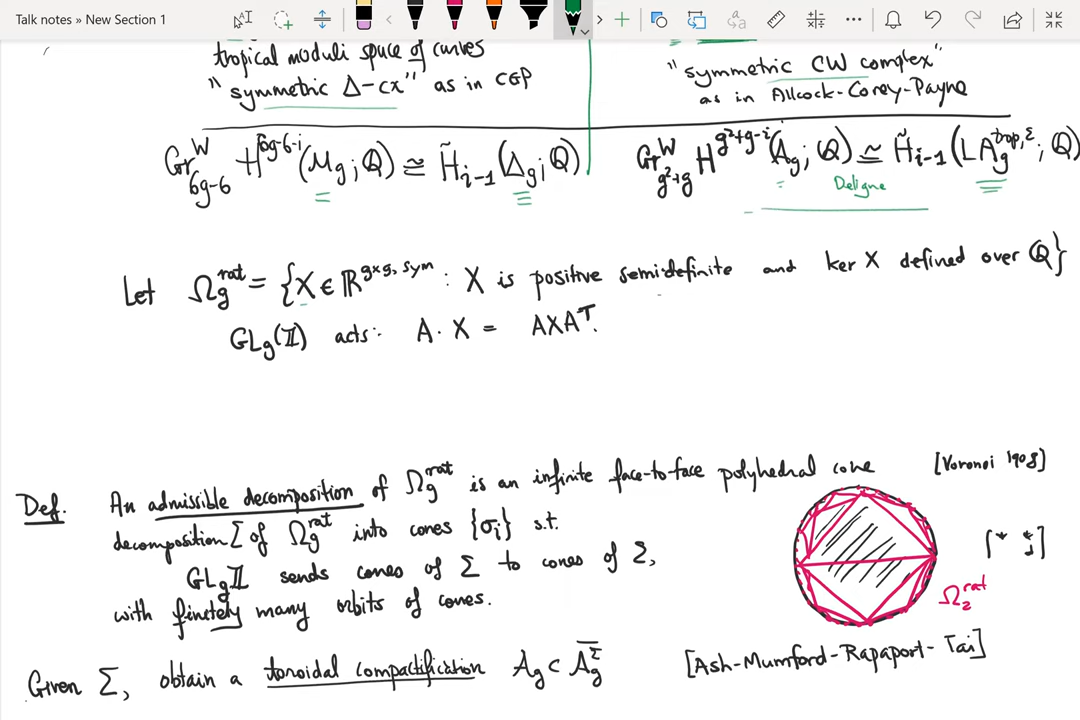 Talk notes » New Section 1
tropical moduli space of curves
"symmetric Δ-cx" as in CGP
"symmetric CW complex"
as in Allcock-Corey-Payne
Gr^W_{6g-6} H^{6g-6-i}(M_g; Q) ≅ H̃_{i-1}(Δ_g; Q)
Gr^W_{g²+g} H^{g²+g-i}(A_g; Q) ≅ H̃_{i-1}(LA_g^{trop,Σ}; Q)
Deligne
Let Ω_g^{rat} = {X ∈ ℝ^{g×g, sym} : X is positive semidefinite and ker X defined over Q}
GL_g(ℤ) acts: A · X = AXA^T.
Def. An admissible decomposition of Ω_g^{rat} is an infinite face-to-face polyhedral cone
[Voronoi 1908]
decomposition Σ of Ω_g^{rat} into cones {σ_i} s.t.
GL_gℤ sends cones of Σ to cones of Σ,
with finitely many orbits of cones.
[* *;]
Ω_2^{rat}
Given Σ, obtain a toroidal compactification A_g ⊂ Ā_g^Σ
[Ash-Mumford-Rapaport-Tai]